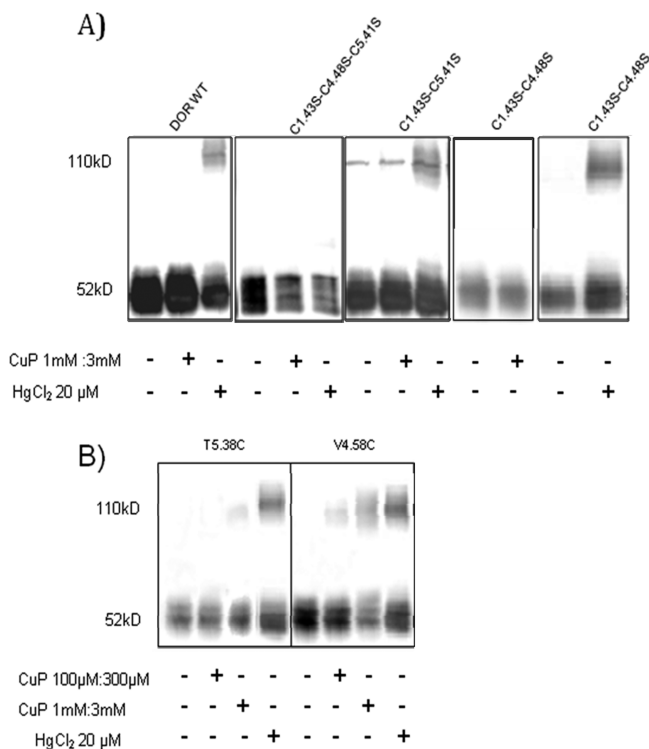 A)
DOR WT
C1.43S-C4.48S-C5.41S
C1.43S-C5.41S
C1.43S-C4.48S
C1.43S-C4.48S
110kD
52kD
CuP 1mM :3mM - + - - + - - + - - + - -
HgCl₂ 20 µM - - + - - + - - + - - - +
B)
T5.38C V4.58C
110kD
52kD
CuP 100µM:300µM - + - - - + - -
CuP 1mM:3mM - - + - - - + -
HgCl₂ 20 µM - - - + - - - +